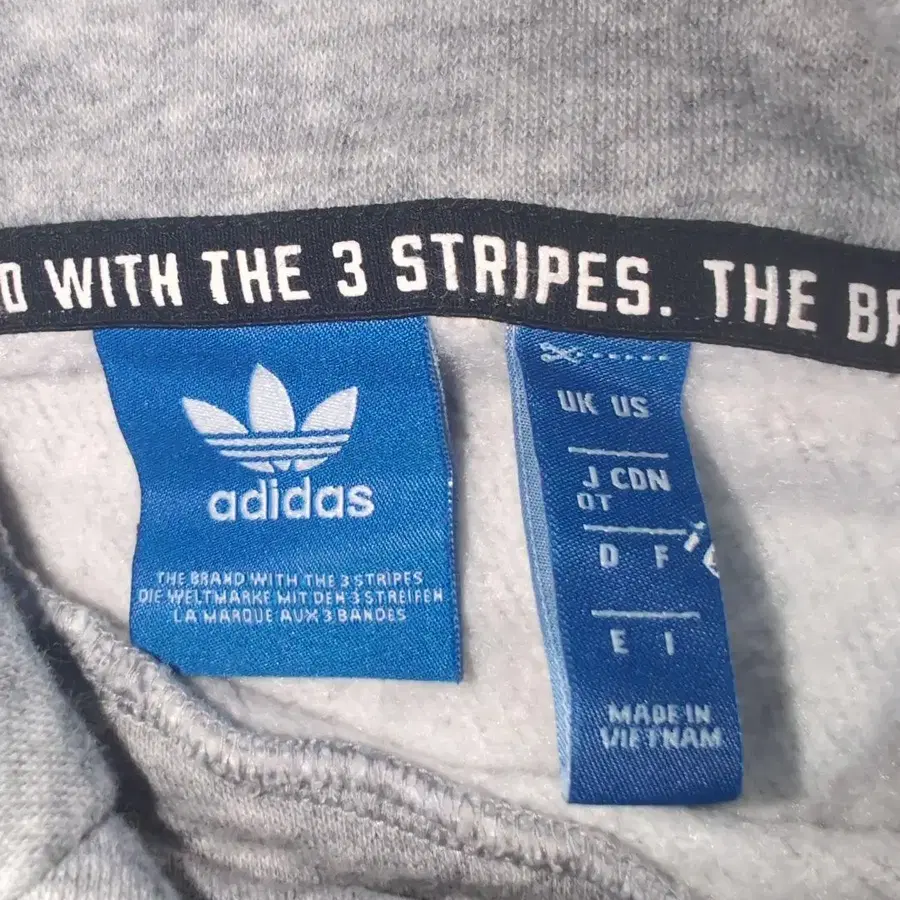 D WITH THE 3 STRIPES. THE BR
adidas
THE BRAND WITH THE 3 STRIPES
DIE WELTMARKE MIT DEN 3 STREIFEN
LA MARQUE AUX 3 BANDES
UK US
J CDN
OT
D F
E I
MADE IN
VIETNAM